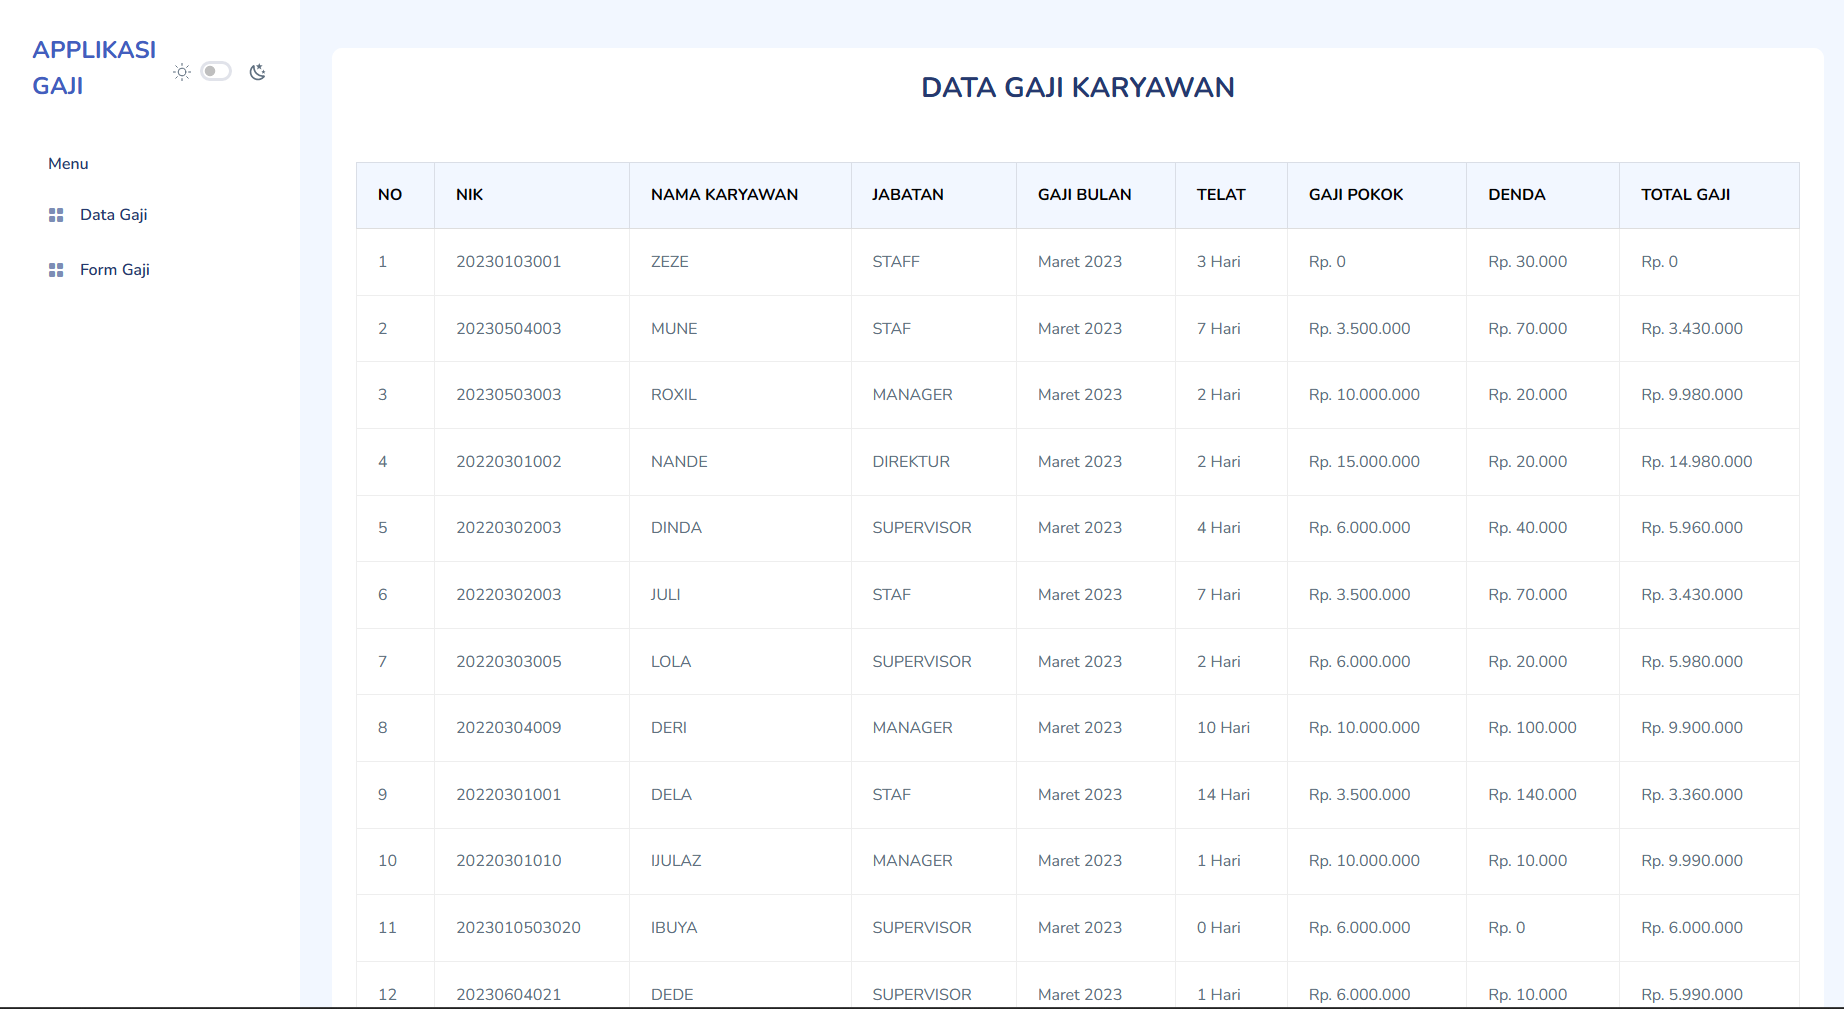 APPLIKASI
GAJI
Menu
Data Gaji
Form Gaji
DATA GAJI KARYAWAN
NO NIK NAMA KARYAWAN JABATAN GAJI BULAN TELAT GAJI POKOK DENDA TOTAL GAJI
1 20230103001 ZEZE STAFF Maret 2023 3 Hari Rp. 0 Rp. 30.000 Rp. 0
2 20230504003 MUNE STAF Maret 2023 7 Hari Rp. 3.500.000 Rp. 70.000 Rp. 3.430.000
3 20230503003 ROXIL MANAGER Maret 2023 2 Hari Rp. 10.000.000 Rp. 20.000 Rp. 9.980.000
4 20220301002 NANDE DIREKTUR Maret 2023 2 Hari Rp. 15.000.000 Rp. 20.000 Rp. 14.980.000
5 20220302003 DINDA SUPERVISOR Maret 2023 4 Hari Rp. 6.000.000 Rp. 40.000 Rp. 5.960.000
6 20220302003 JULI STAF Maret 2023 7 Hari Rp. 3.500.000 Rp. 70.000 Rp. 3.430.000
7 20220303005 LOLA SUPERVISOR Maret 2023 2 Hari Rp. 6.000.000 Rp. 20.000 Rp. 5.980.000
8 20220304009 DERI MANAGER Maret 2023 10 Hari Rp. 10.000.000 Rp. 100.000 Rp. 9.900.000
9 20220301001 DELA STAF Maret 2023 14 Hari Rp. 3.500.000 Rp. 140.000 Rp. 3.360.000
10 20220301010 IJULAZ MANAGER Maret 2023 1 Hari Rp. 10.000.000 Rp. 10.000 Rp. 9.990.000
11 2023010503020 IBUYA SUPERVISOR Maret 2023 0 Hari Rp. 6.000.000 Rp. 0 Rp. 6.000.000
12 20230604021 DEDE SUPERVISOR Maret 2023 1 Hari Rp. 6.000.000 Rp. 10.000 Rp. 5.990.000